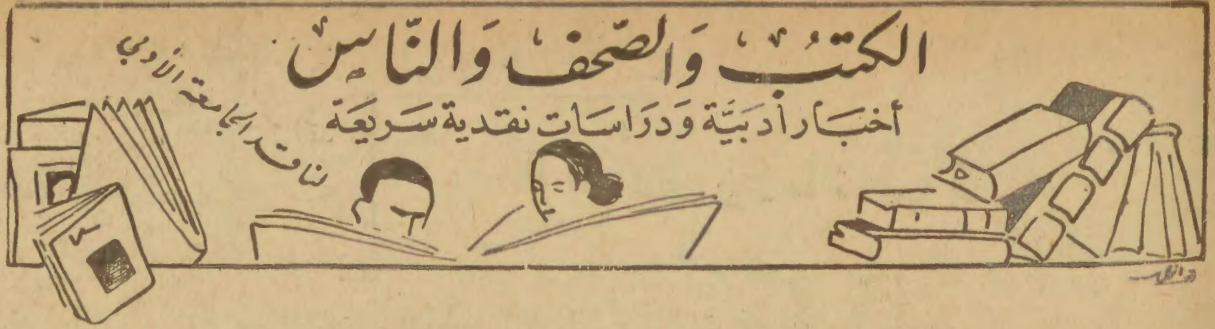 الكتب والصحف والناس
أخبار أدبية ودراسات نقدية سريعة
لناقد الجامعة الأدبي